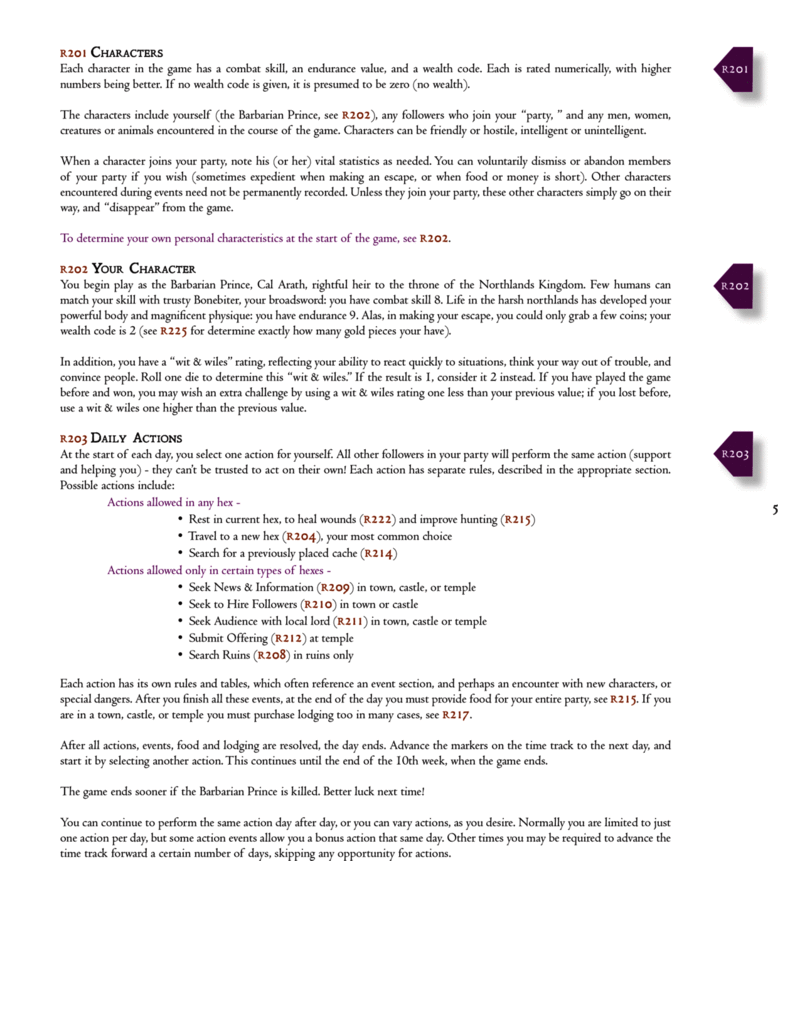 R201 CHARACTERS
Each character in the game has a combat skill, an endurance value, and a wealth code. Each is rated numerically, with higher
numbers being better. If no wealth code is given, it is presumed to be zero (no wealth).
R201
The characters include yourself (the Barbarian Prince, see R202), any followers who join your “party, ” and any men, women,
creatures or animals encountered in the course of the game. Characters can be friendly or hostile, intelligent or unintelligent.
When a character joins your party, note his (or her) vital statistics as needed. You can voluntarily dismiss or abandon members
of your party if you wish (sometimes expedient when making an escape, or when food or money is short). Other characters
encountered during events need not be permanently recorded. Unless they join your party, these other characters simply go on their
way, and “disappear” from the game.
To determine your own personal characteristics at the start of the game, see R202.
R202 YOUR CHARACTER
You begin play as the Barbarian Prince, Cal Arath, rightful heir to the throne of the Northlands Kingdom. Few humans can
match your skill with trusty Bonebiter, your broadsword: you have combat skill 8. Life in the harsh northlands has developed your
powerful body and magnificent physique: you have endurance 9. Alas, in making your escape, you could only grab a few coins; your
wealth code is 2 (see R225 for determine exactly how many gold pieces your have).
R202
In addition, you have a “wit & wiles” rating, reflecting your ability to react quickly to situations, think your way out of trouble, and
convince people. Roll one die to determine this “wit & wiles.” If the result is 1, consider it 2 instead. If you have played the game
before and won, you may wish an extra challenge by using a wit & wiles rating one less than your previous value; if you lost before,
use a wit & wiles one higher than the previous value.
R203 DAILY ACTIONS
At the start of each day, you select one action for yourself. All other followers in your party will perform the same action (support
and helping you) - they can’t be trusted to act on their own! Each action has separate rules, described in the appropriate section.
Possible actions include:
R203
Actions allowed in any hex -
• Rest in current hex, to heal wounds (R222) and improve hunting (R215)
• Travel to a new hex (R204), your most common choice
• Search for a previously placed cache (R214)
Actions allowed only in certain types of hexes -
• Seek News & Information (R209) in town, castle, or temple
• Seek to Hire Followers (R210) in town or castle
• Seek Audience with local lord (R211) in town, castle or temple
• Submit Offering (R212) at temple
• Search Ruins (R208) in ruins only
5
Each action has its own rules and tables, which often reference an event section, and perhaps an encounter with new characters, or
special dangers. After you finish all these events, at the end of the day you must provide food for your entire party, see R215. If you
are in a town, castle, or temple you must purchase lodging too in many cases, see R217.
After all actions, events, food and lodging are resolved, the day ends. Advance the markers on the time track to the next day, and
start it by selecting another action. This continues until the end of the 10th week, when the game ends.
The game ends sooner if the Barbarian Prince is killed. Better luck next time!
You can continue to perform the same action day after day, or you can vary actions, as you desire. Normally you are limited to just
one action per day, but some action events allow you a bonus action that same day. Other times you may be required to advance the
time track forward a certain number of days, skipping any opportunity for actions.